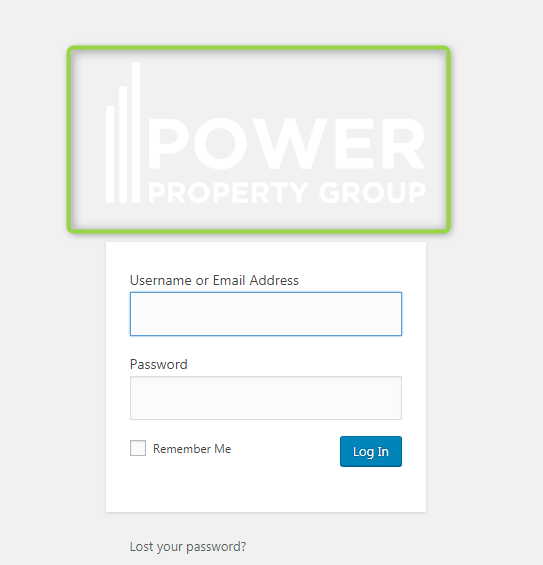 POWER
PROPERTY GROUP
Username or Email Address
Password
Remember Me
Log In
Lost your password?